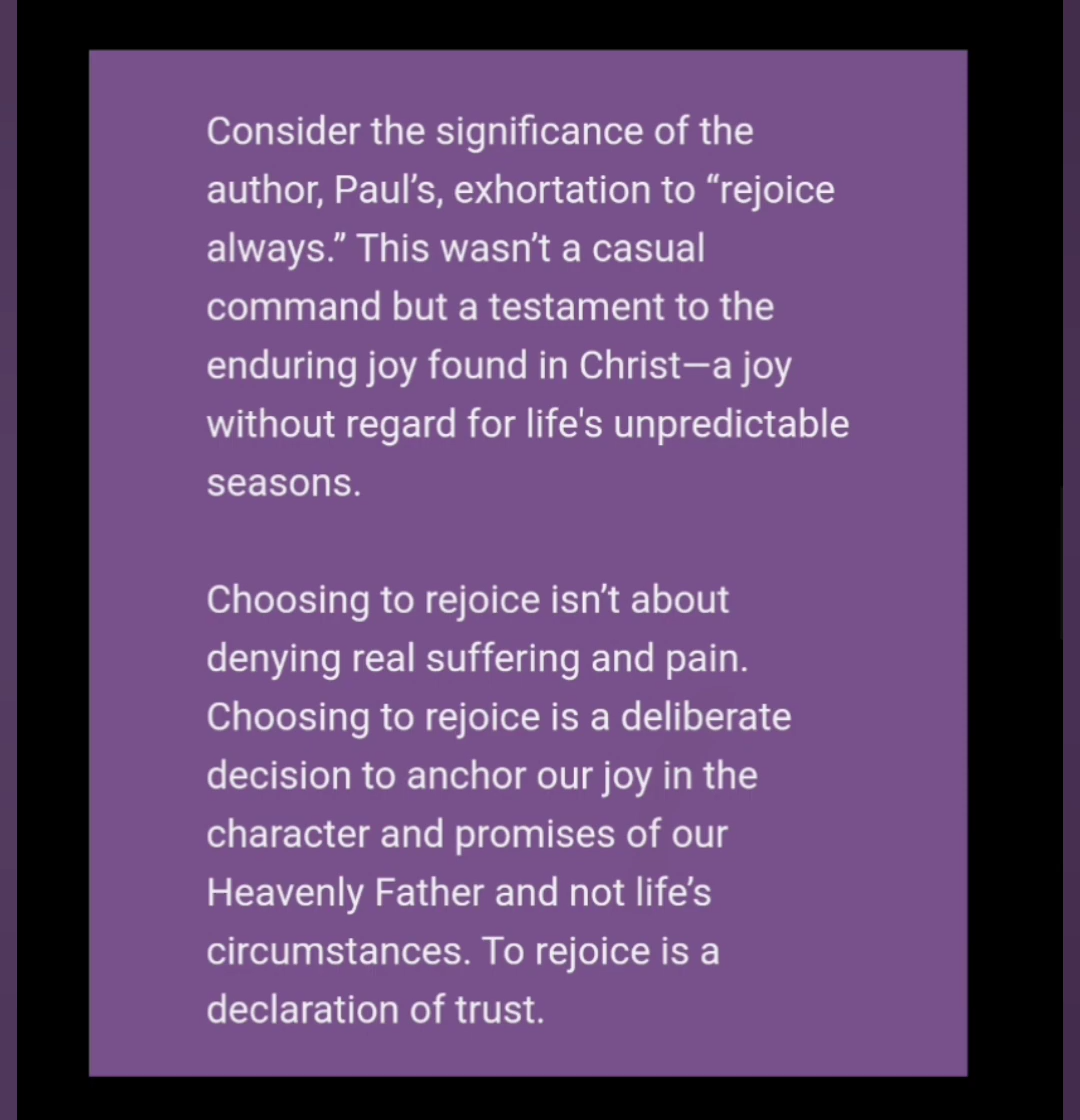 Consider the significance of the
author, Paul’s, exhortation to “rejoice
always.” This wasn’t a casual
command but a testament to the
enduring joy found in Christ—a joy
without regard for life's unpredictable
seasons.
Choosing to rejoice isn’t about
denying real suffering and pain.
Choosing to rejoice is a deliberate
decision to anchor our joy in the
character and promises of our
Heavenly Father and not life’s
circumstances. To rejoice is a
declaration of trust.